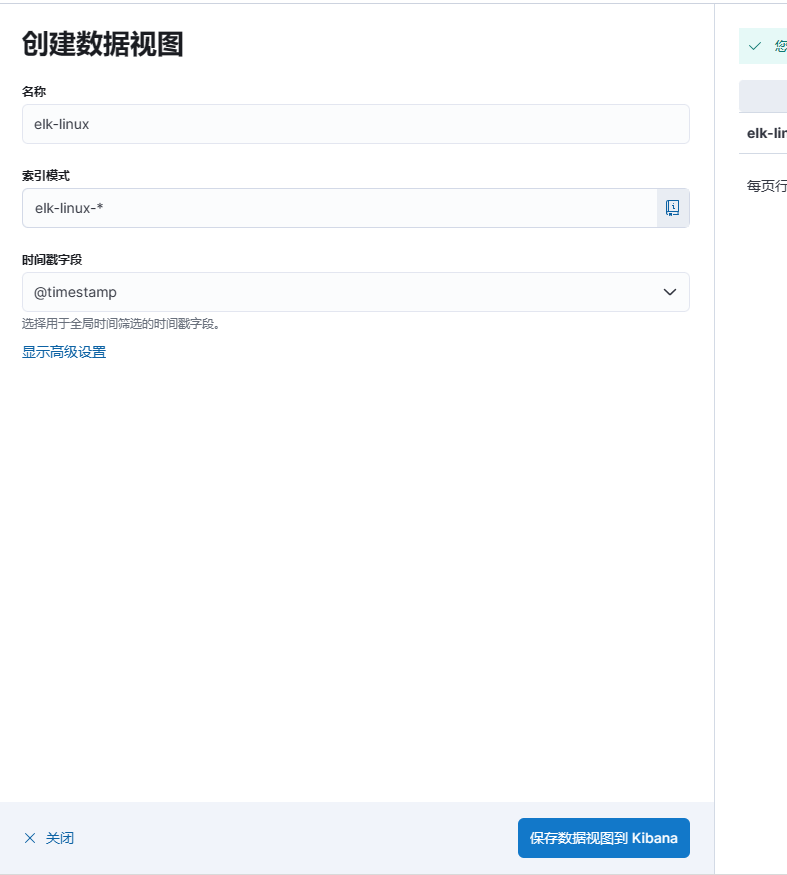 创建数据视图
名称
elk-linux
索引模式
elk-linux-*
时间戳字段
@timestamp
选择用于全局时间筛选的时间戳字段。
显示高级设置
关闭
保存数据视图到 Kibana
您
elk-lin
每页行